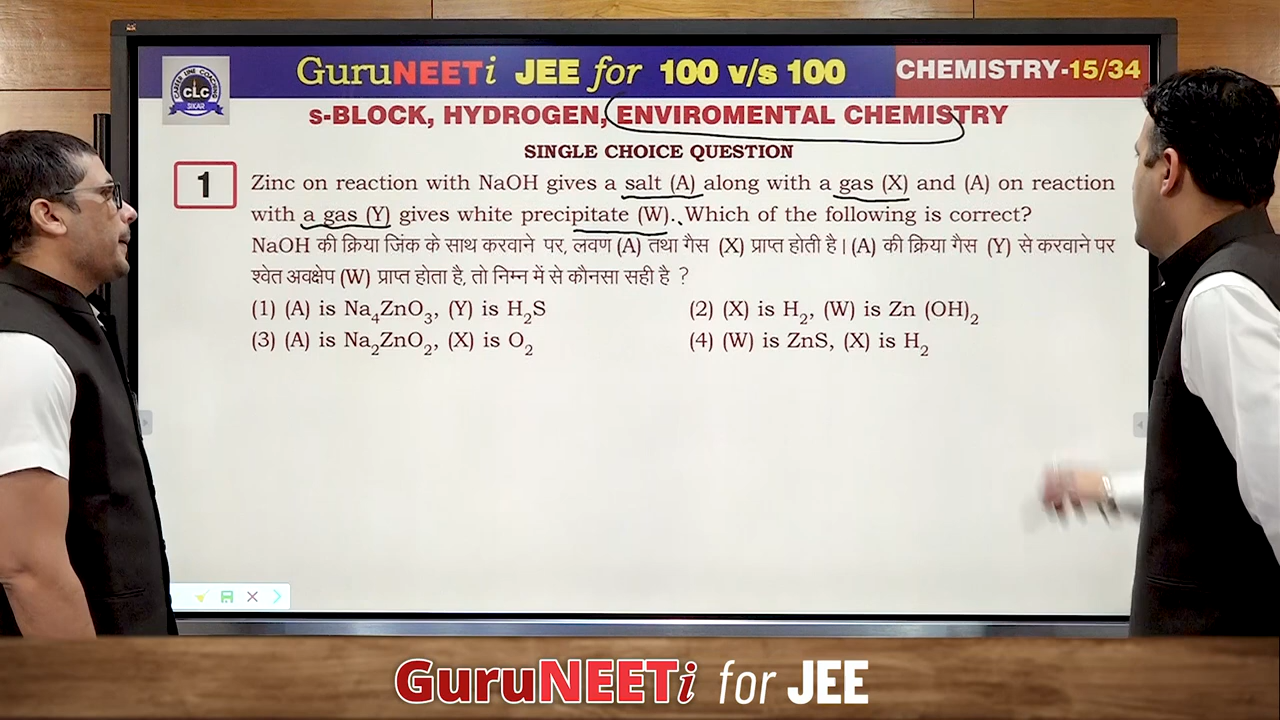 GuruNEETi JEE for 100 v/s 100
CHEMISTRY-15/34
CAREER LINE COACHING
CLC
SIKAR
s-BLOCK, HYDROGEN, ENVIROMENTAL CHEMISTRY
SINGLE CHOICE QUESTION
1
Zinc on reaction with NaOH gives a salt (A) along with a gas (X) and (A) on reaction
with a gas (Y) gives white precipitate (W). Which of the following is correct?
NaOH की क्रिया जिंक के साथ करवाने पर, लवण (A) तथा गैस (X) प्राप्त होती है। (A) की क्रिया गैस (Y) से करवाने पर
श्वेत अवक्षेप (W) प्राप्त होता है, तो निम्न में से कौनसा सही है ?
(1) (A) is Na₄ZnO₃, (Y) is H₂S
(2) (X) is H₂, (W) is Zn (OH)₂
(3) (A) is Na₂ZnO₂, (X) is O₂
(4) (W) is ZnS, (X) is H₂
GuruNEETi for JEE